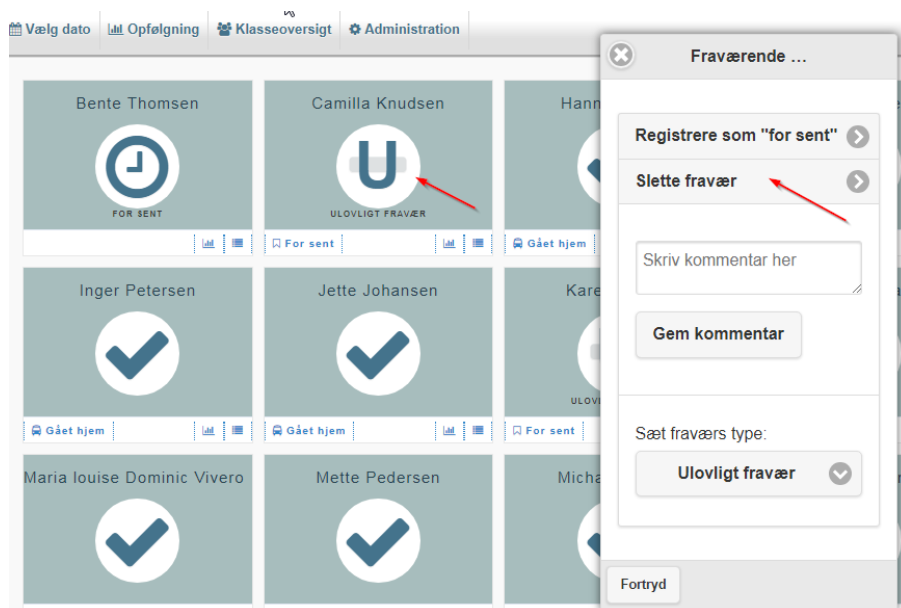 Vælg dato Opfølgning Klasseoversigt Administration
Fraværende ...
Bente Thomsen
FOR SENT
Camilla Knudsen
U
ULOVLIGT FRAVÆR
For sent
Gået hjem
Inger Petersen
Gået hjem
Jette Johansen
Gået hjem
For sent
Maria louise Dominic Vivero
Mette Pedersen
Registrere som "for sent"
Slette fravær
Skriv kommentar her
Gem kommentar
Sæt fraværs type:
Ulovligt fravær
Fortryd